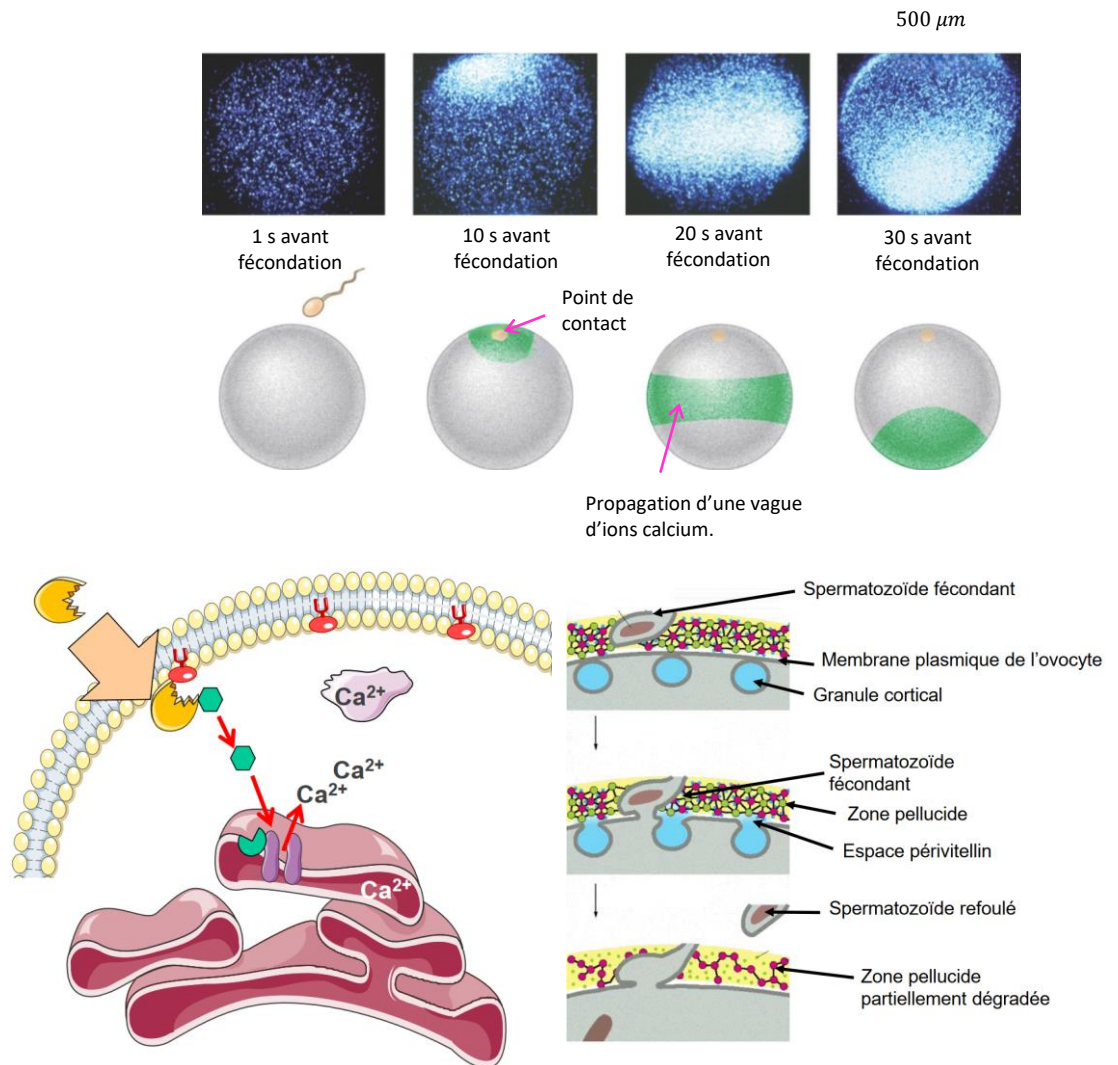 500 µm
1 s avant
fécondation
10 s avant
fécondation
20 s avant
fécondation
30 s avant
fécondation
Point de
contact
Propagation d’une vague
d’ions calcium.
Ca2+
Ca2+
Ca2+
Ca2+
Spermatozoïde fécondant
Membrane plasmique de l’ovocyte
Granule cortical
Spermatozoïde
fécondant
Zone pellucide
Espace périvitellin
Spermatozoïde refoulé
Zone pellucide
partiellement dégradée